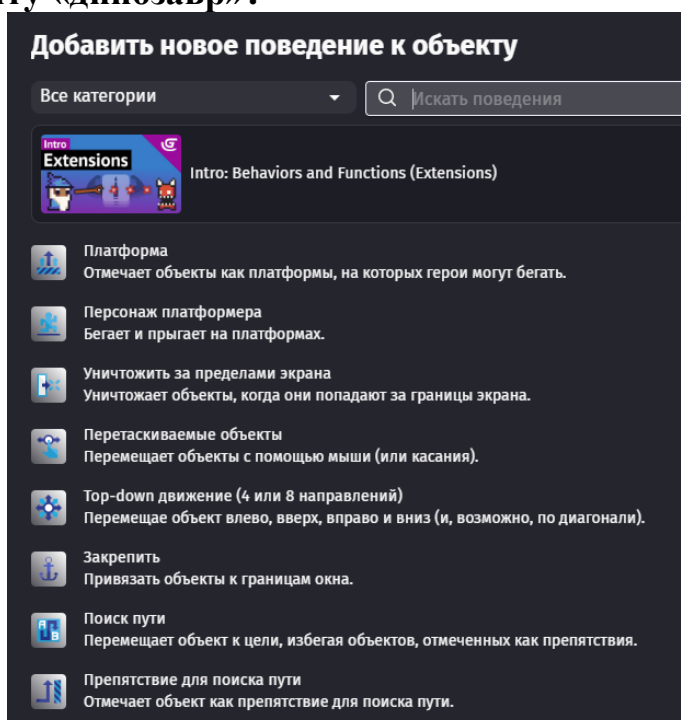 ту «динозавр»?
Добавить новое поведение к объекту
Все категории
Искать поведения
Intro
Extensions
Intro: Behaviors and Functions (Extensions)
Платформа
Отмечает объекты как платформы, на которых герои могут бегать.
Персонаж платформера
Бегает и прыгает на платформах.
Уничтожить за пределами экрана
Уничтожает объекты, когда они попадают за границы экрана.
Перетаскиваемые объекты
Перемещает объекты с помощью мыши (или касания).
Top-down движение (4 или 8 направлений)
Перемещае объект влево, вверх, вправо и вниз (и, возможно, по диагонали).
Закрепить
Привязать объекты к границам окна.
Поиск пути
Перемещает объект к цели, избегая объектов, отмеченных как препятствия.
Препятствие для поиска пути
Отмечает объект как препятствие для поиска пути.